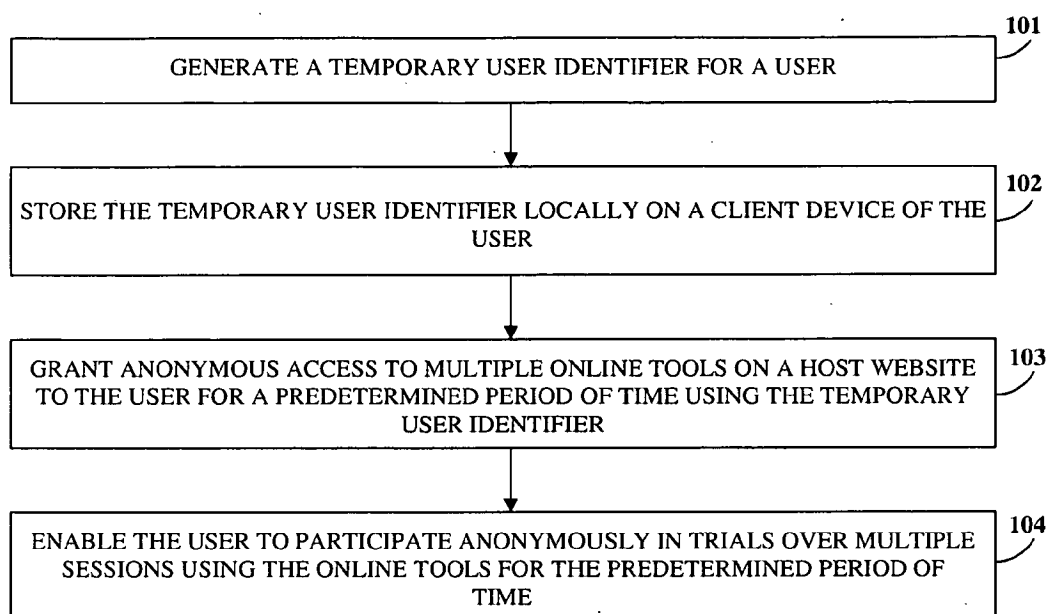 101
GENERATE A TEMPORARY USER IDENTIFIER FOR A USER
102
STORE THE TEMPORARY USER IDENTIFIER LOCALLY ON A CLIENT DEVICE OF THE
USER
103
GRANT ANONYMOUS ACCESS TO MULTIPLE ONLINE TOOLS ON A HOST WEBSITE
TO THE USER FOR A PREDETERMINED PERIOD OF TIME USING THE TEMPORARY
USER IDENTIFIER
104
ENABLE THE USER TO PARTICIPATE ANONYMOUSLY IN TRIALS OVER MULTIPLE
SESSIONS USING THE ONLINE TOOLS FOR THE PREDETERMINED PERIOD OF
TIME